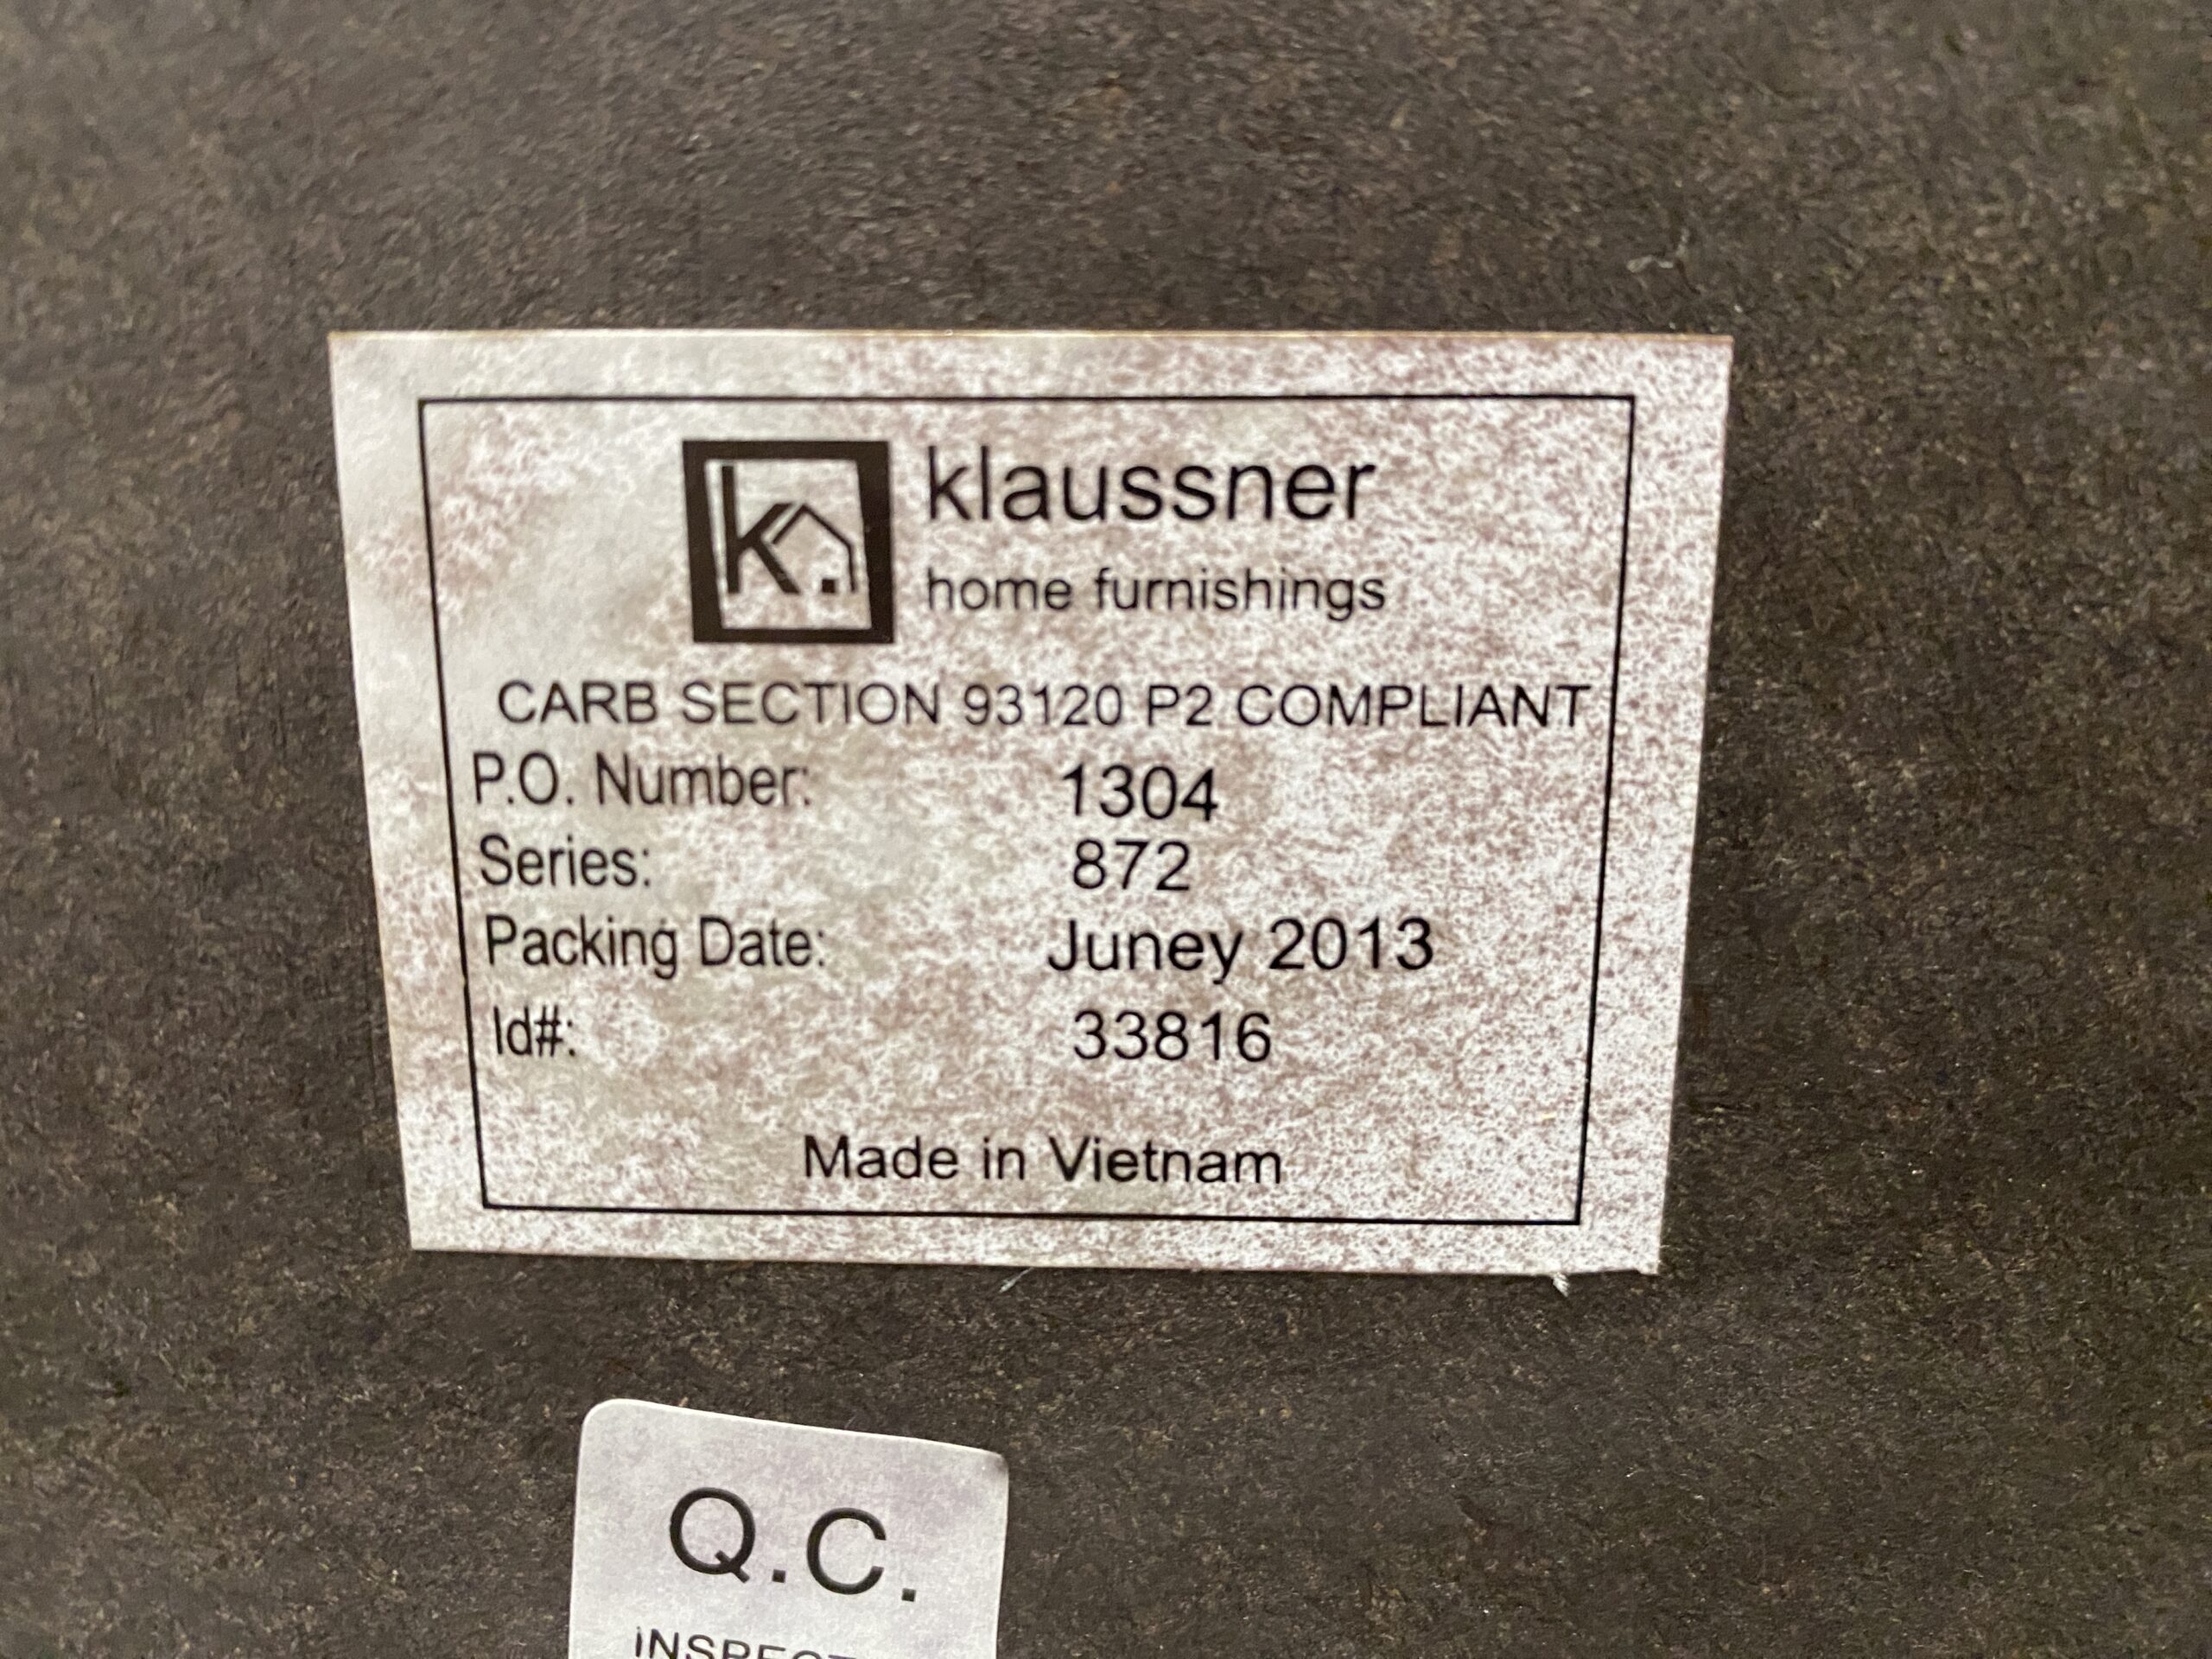 k.
klaussner
home furnishings
CARB SECTION 93120 P2 COMPLIANT
P.O. Number: 1304
Series: 872
Packing Date: Juney 2013
Id#: 33816
Made in Vietnam
Q.C.